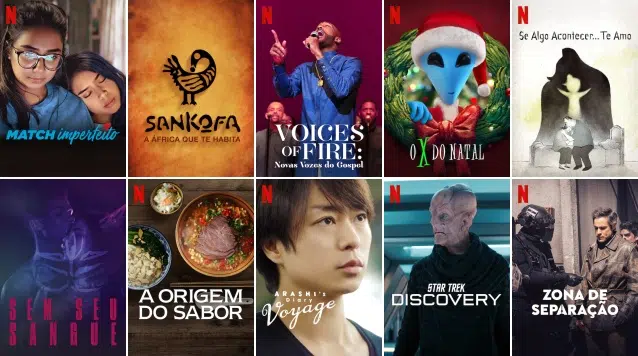 MATCH imperfeito
SANKOFA
A ÁFRICA QUE TE HABITA
VOICES
OF FIRE:
Novas Vozes do Gospel
O X DO NATAL
Se Algo Acontecer... Te Amo
SEM SEU
SANGUE
A ORIGEM
DO SABOR
ARASHI's
Diary
Voyage
STAR TREK
DISCOVERY
ZONA DE
SEPARAÇÃO